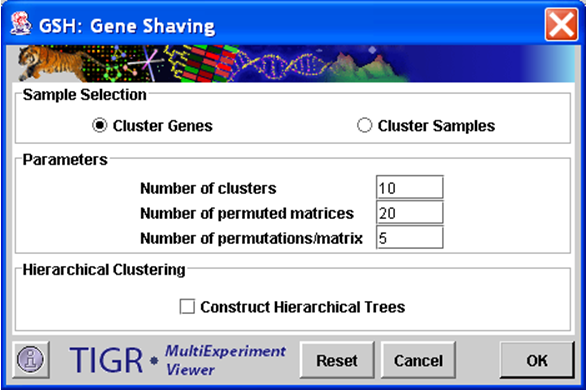 GSH: Gene Shaving
Sample Selection
Cluster Genes Cluster Samples
Parameters
Number of clusters 10
Number of permuted matrices 20
Number of permutations/matrix 5
Hierarchical Clustering
Construct Hierarchical Trees
TIGR • MultiExperiment
Viewer
Reset Cancel OK